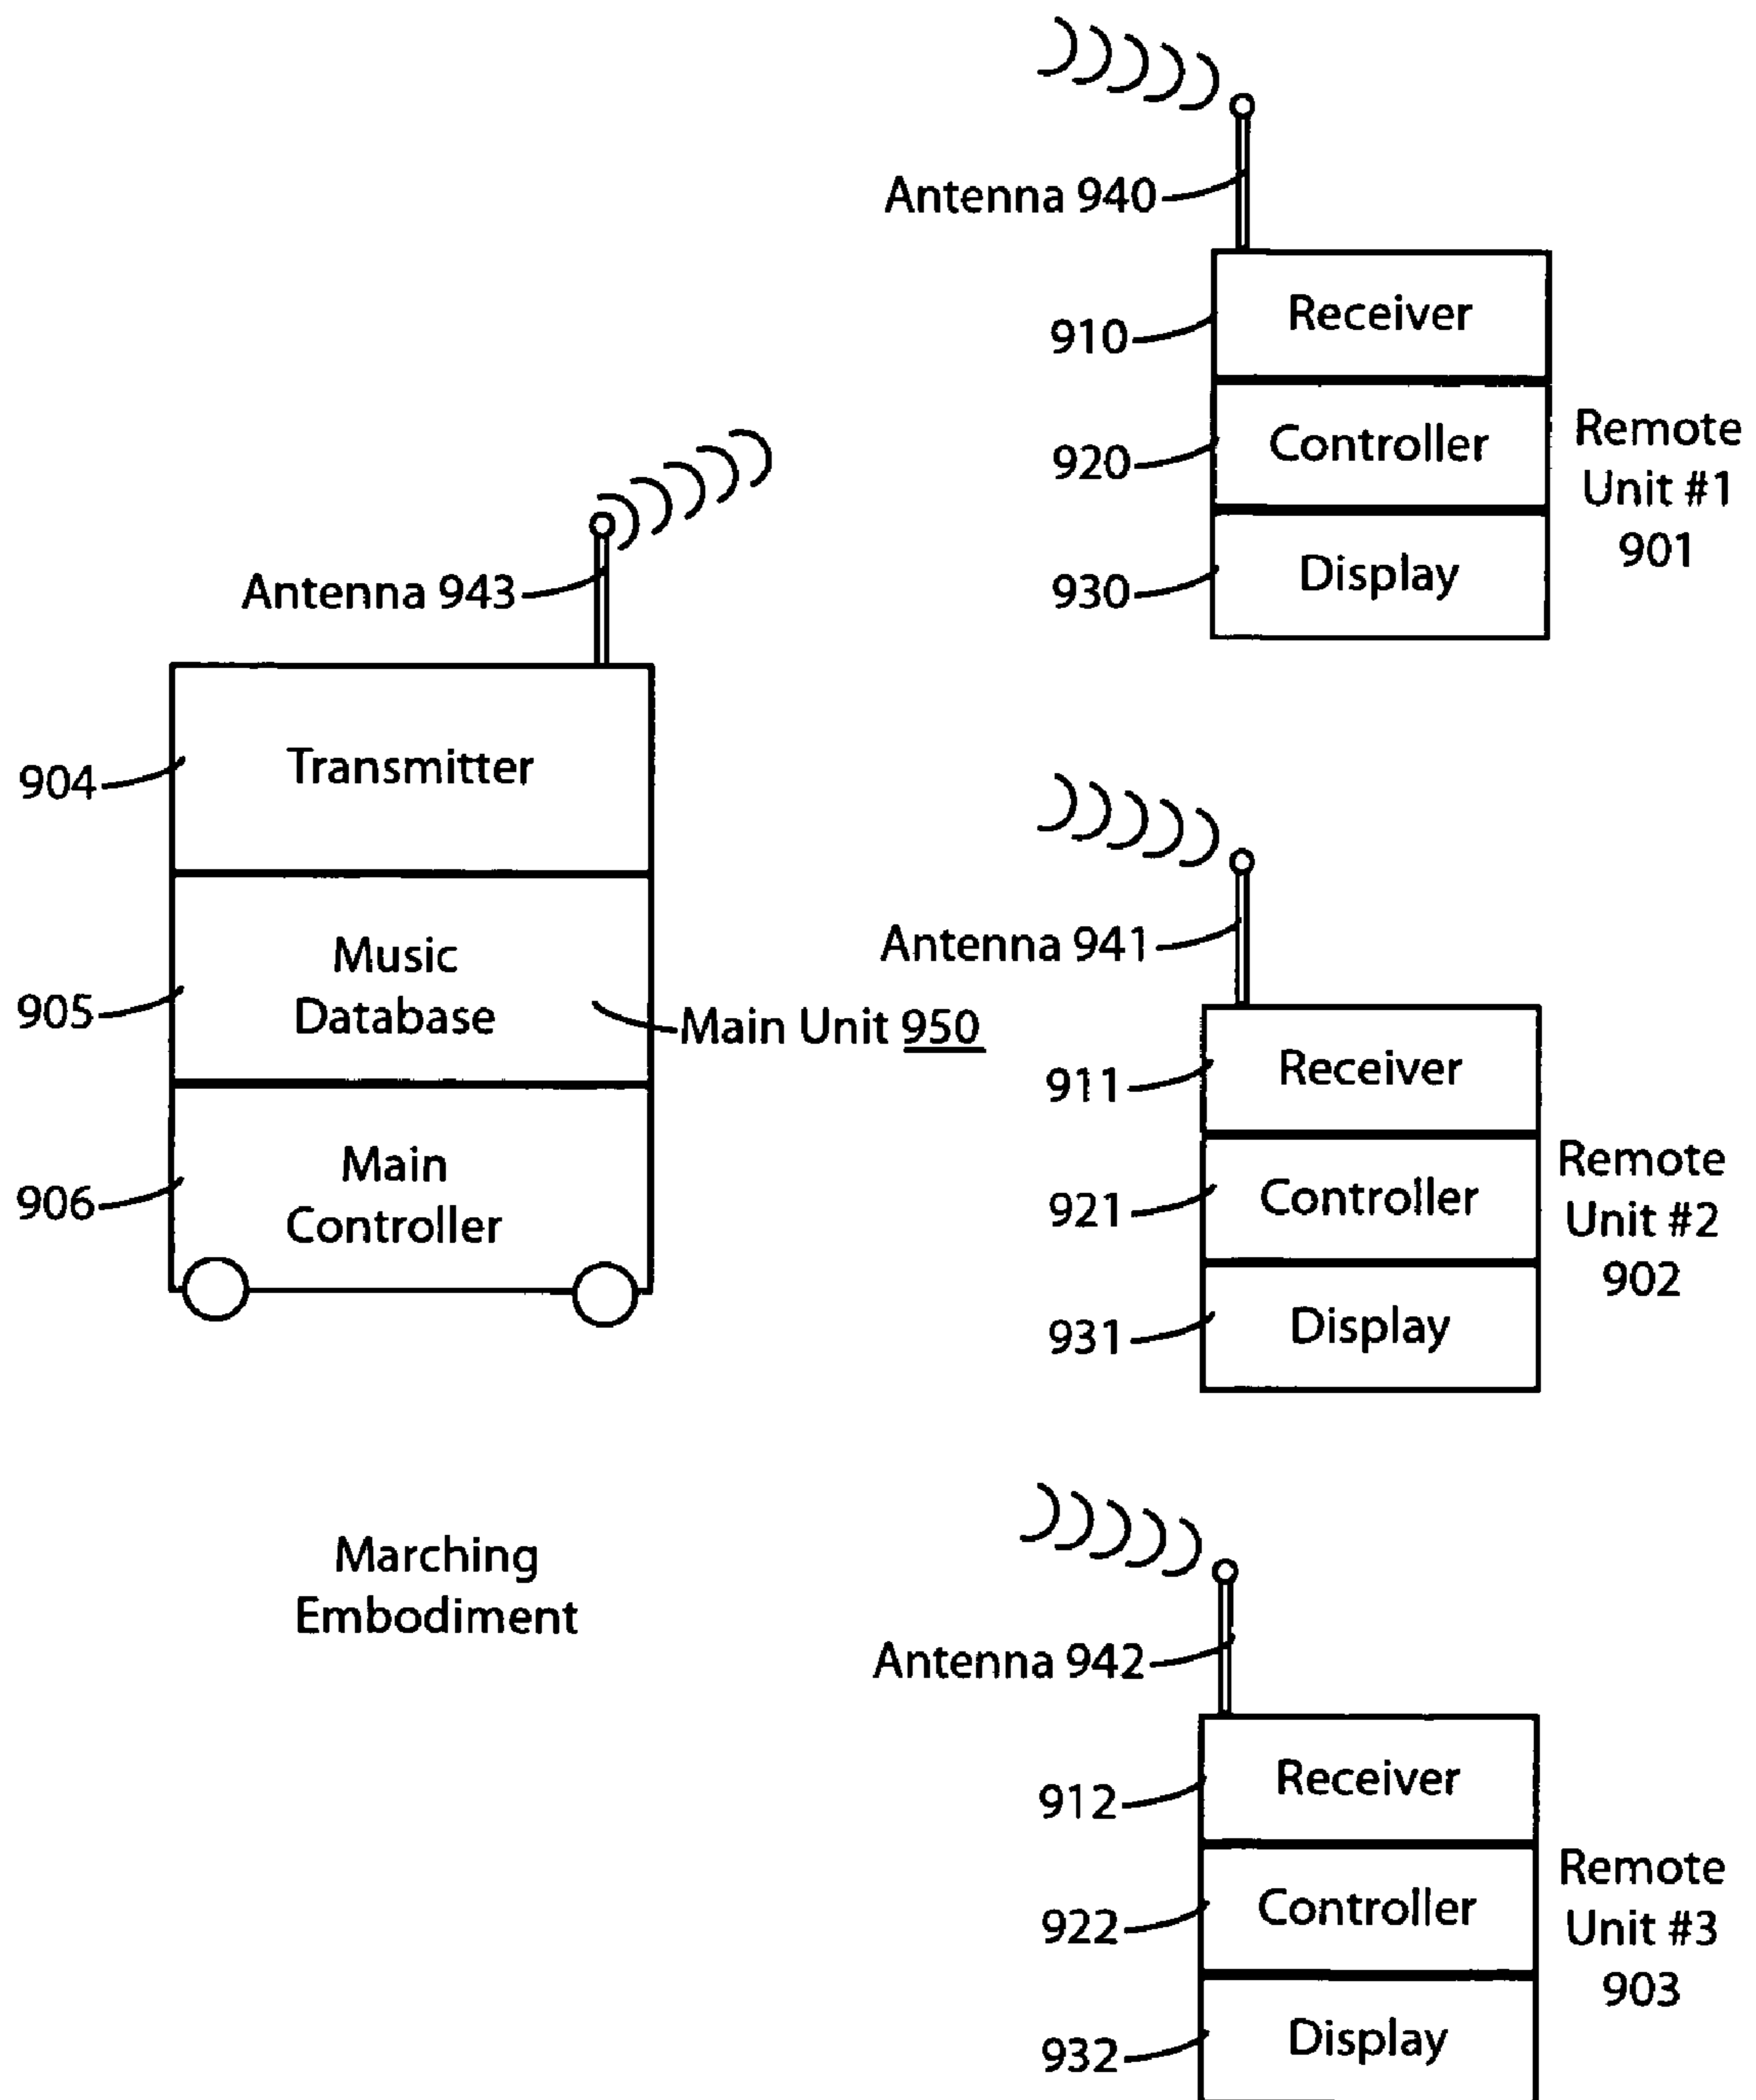 Antenna 940
910
Receiver
920
Controller
930
Display
Remote
Unit #1
901
Antenna 943
904
Transmitter
905
Music
Database
Main Unit 950
906
Main
Controller
Antenna 941
911
Receiver
921
Controller
931
Display
Remote
Unit #2
902
Marching
Embodiment
Antenna 942
912
Receiver
922
Controller
932
Display
Remote
Unit #3
903